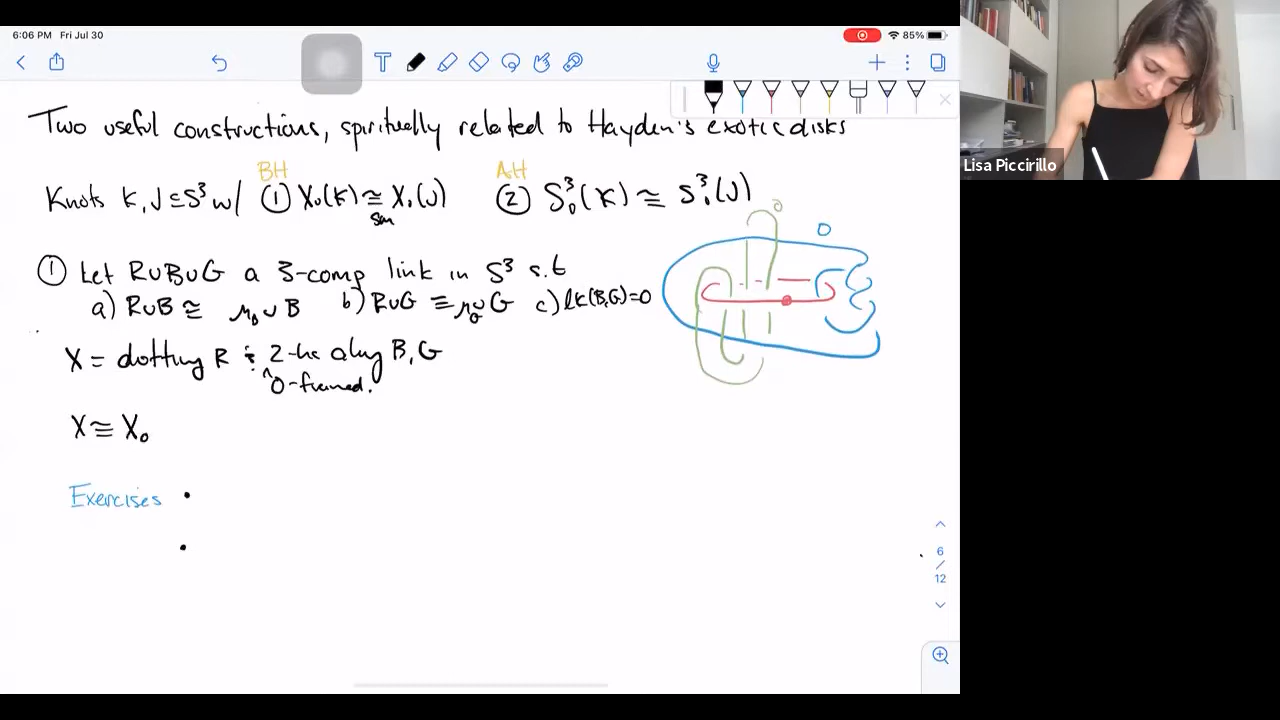 6:06 PM Fri Jul 30
85%
T
Two useful constructions, spiritually related to Hayden's exotic disks
BH
AH
Knots K, J ⊆ S³ w/ ① X₀(K) ≅ X₀(J)
sm
② S³₀(K) ≅ S³₀(J)
0
0
① Let R∪B∪G a 3-comp link in S³ s.t
a) R∪B ≅ μ_B ∪ B b) R∪G ≅ μ_G ∪ G c) lk(B,G)=0
X = dotting R & 2-hs along B, G
^ 0-framed.
X ≅ X₀
Exercises •
•
6
/
12
Lisa Piccirillo